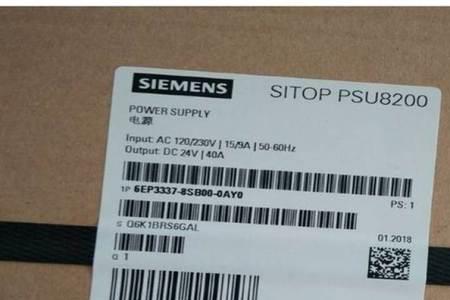 SIEMENS
SITOP PSU8200
POWER SUPPLY
电源
Input: AC 120/230V | 15/9A | 50-60Hz
Output: DC 24V | 40A
1P 6EP3337-8SB00-0AY0
PS: 1
S Q6K1BRS6GAL
01.2018
Q 1